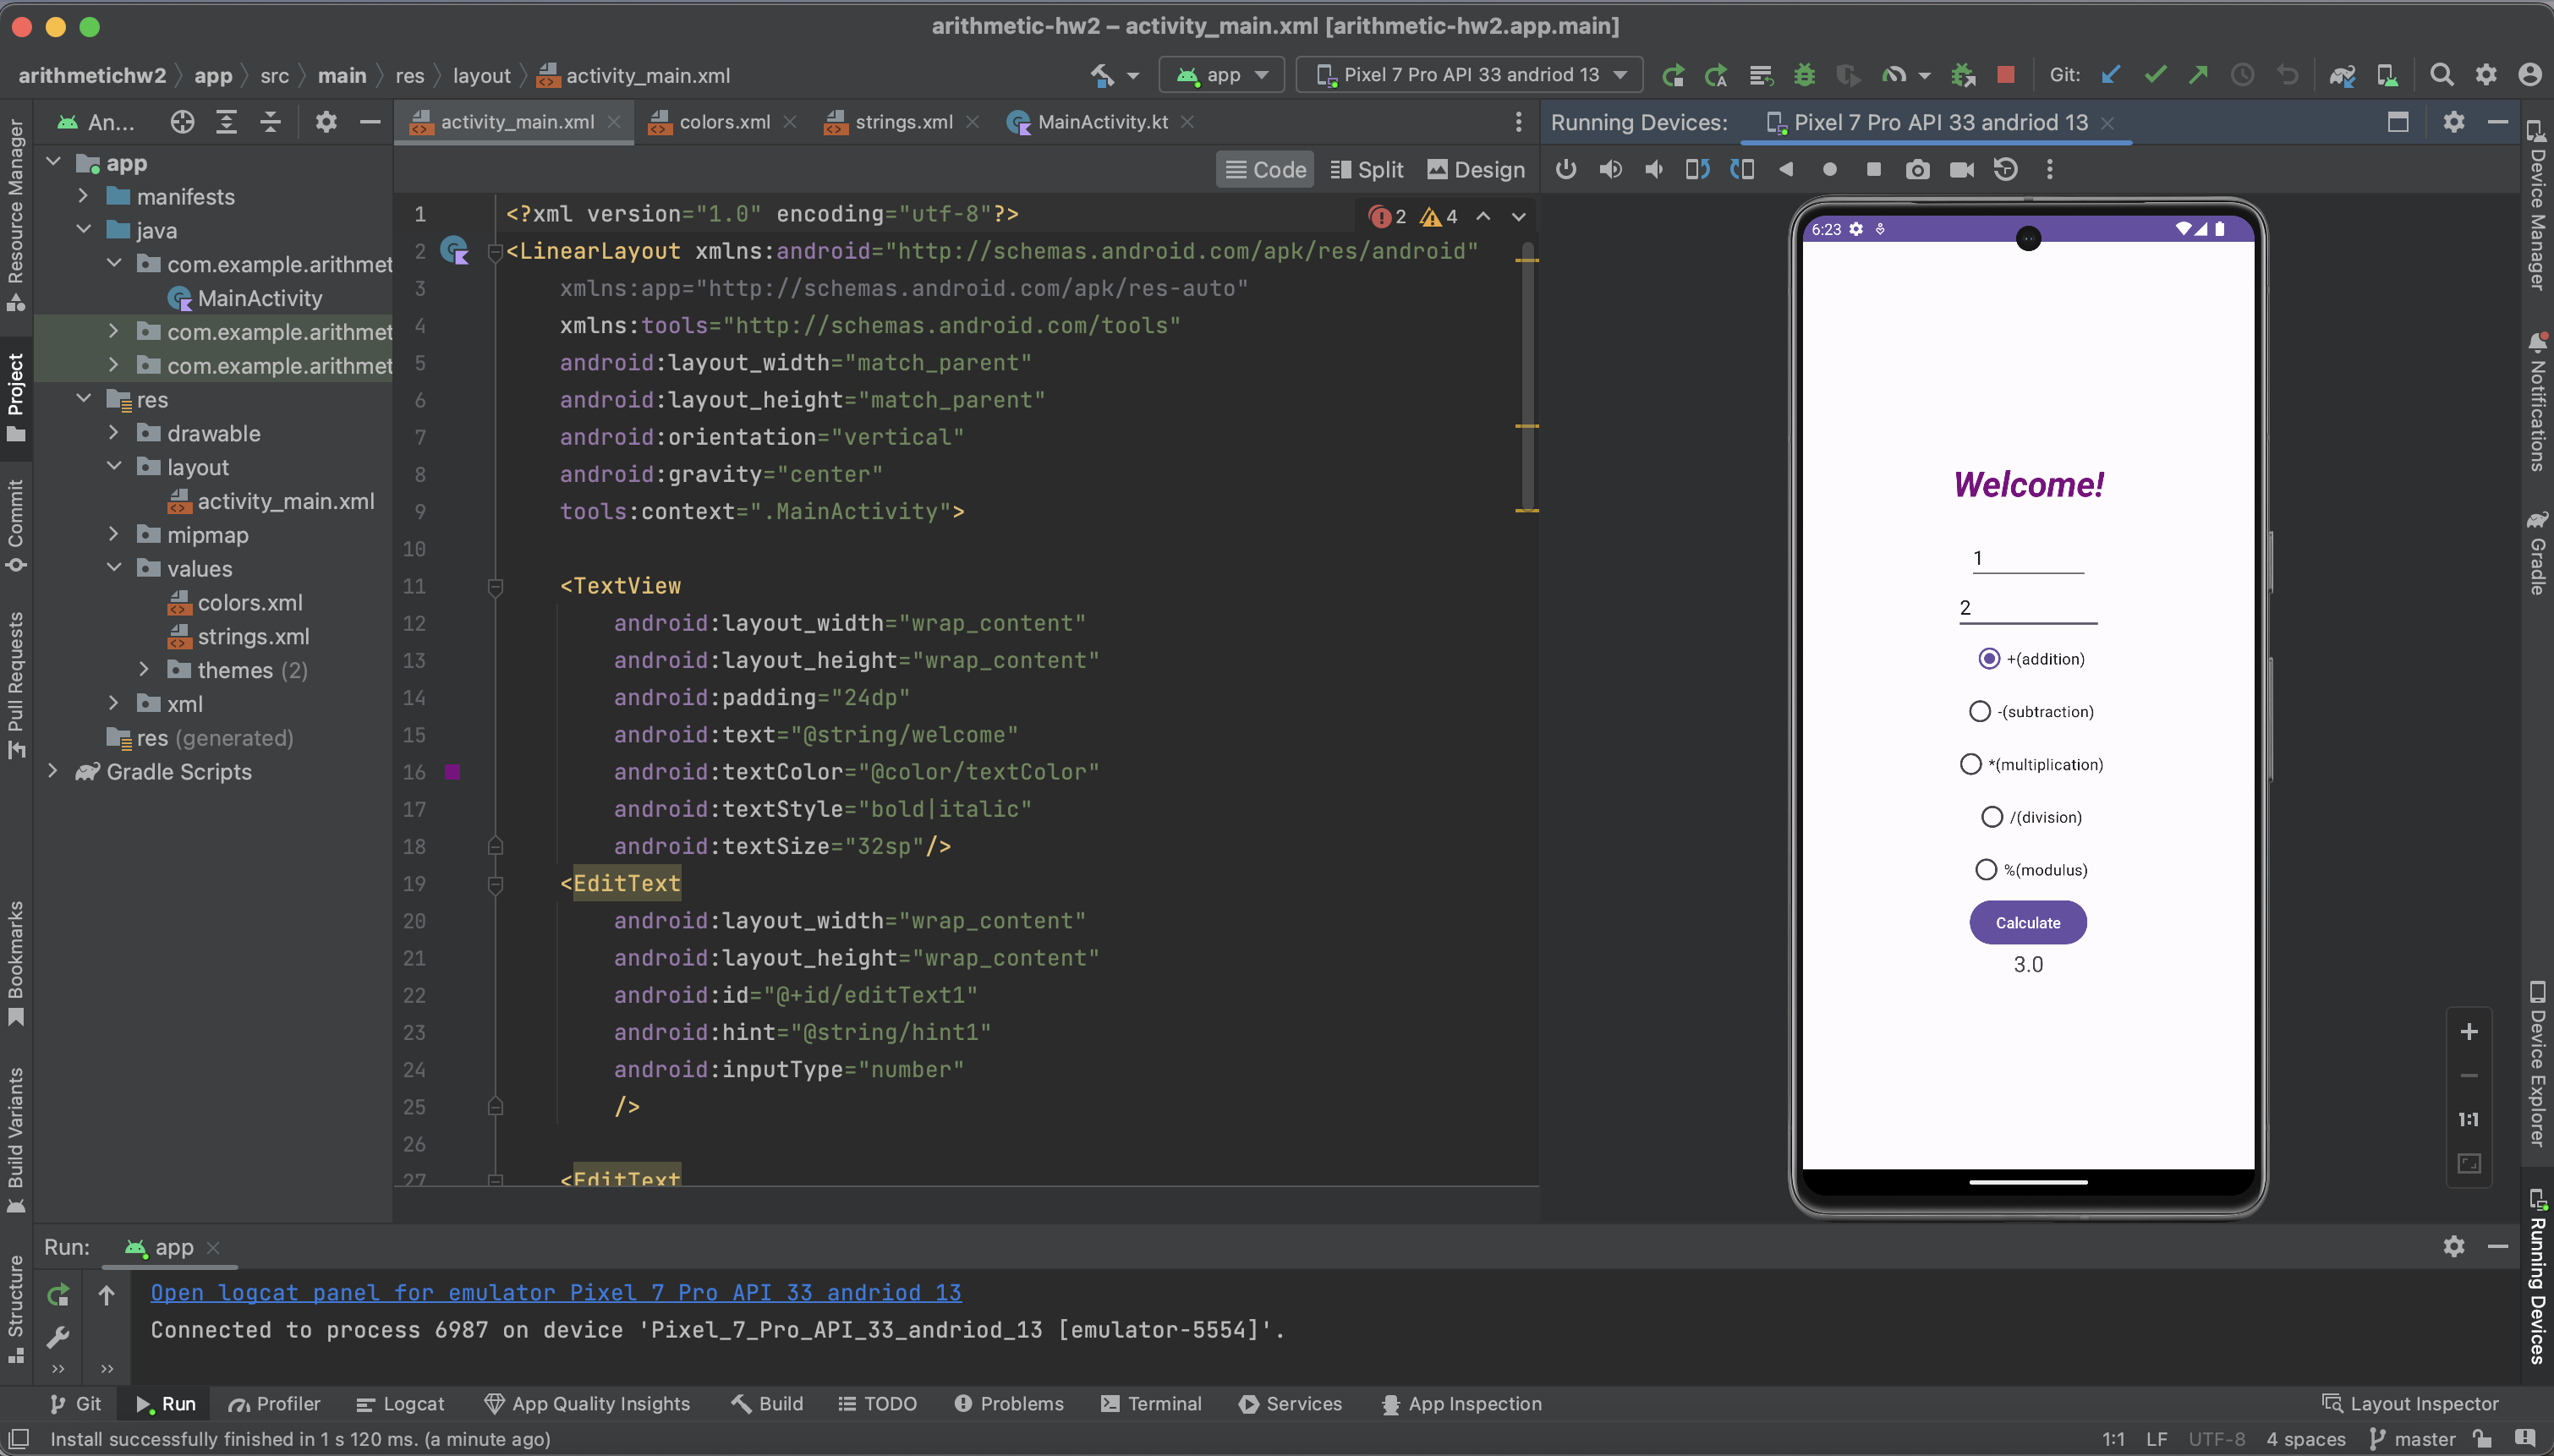 arithmetic-hw2 – activity_main.xml [arithmetic-hw2.app.main]
arithmetichw2 app src main res layout activity_main.xml
app
Pixel 7 Pro API 33 andriod 13
Git:
An...
activity_main.xml
colors.xml
strings.xml
MainActivity.kt
Running Devices:
Pixel 7 Pro API 33 andriod 13
Code
Split
Design
Resource Manager
Project
Commit
Pull Requests
Bookmarks
Build Variants
Structure
app
manifests
java
com.example.arithmet
MainActivity
com.example.arithmet
com.example.arithmet
res
drawable
layout
activity_main.xml
mipmap
values
colors.xml
strings.xml
themes (2)
xml
res (generated)
Gradle Scripts
2 4
1 <?xml version="1.0" encoding="utf-8"?>
2 <LinearLayout xmlns:android="http://schemas.android.com/apk/res/android"
3 xmlns:app="http://schemas.android.com/apk/res-auto"
4 xmlns:tools="http://schemas.android.com/tools"
5 android:layout_width="match_parent"
6 android:layout_height="match_parent"
7 android:orientation="vertical"
8 android:gravity="center"
9 tools:context=".MainActivity">
10
11 <TextView
12 android:layout_width="wrap_content"
13 android:layout_height="wrap_content"
14 android:padding="24dp"
15 android:text="@string/welcome"
16 android:textColor="@color/textColor"
17 android:textStyle="bold|italic"
18 android:textSize="32sp"/>
19 <EditText
20 android:layout_width="wrap_content"
21 android:layout_height="wrap_content"
22 android:id="@+id/editText1"
23 android:hint="@string/hint1"
24 android:inputType="number"
25 />
26
27 <EditText
6:23
Welcome!
1
2
+(addition)
-(subtraction)
*(multiplication)
/(division)
%(modulus)
Calculate
3.0
1:1
Device Manager
Notifications
Gradle
Device Explorer
Running Devices
Run:
app
Open logcat panel for emulator Pixel 7 Pro API 33 andriod 13
Connected to process 6987 on device 'Pixel_7_Pro_API_33_andriod_13 [emulator-5554]'.
Git
Run
Profiler
Logcat
App Quality Insights
Build
TODO
Problems
Terminal
Services
App Inspection
Layout Inspector
Install successfully finished in 1 s 120 ms. (a minute ago)
1:1 LF UTF-8 4 spaces master